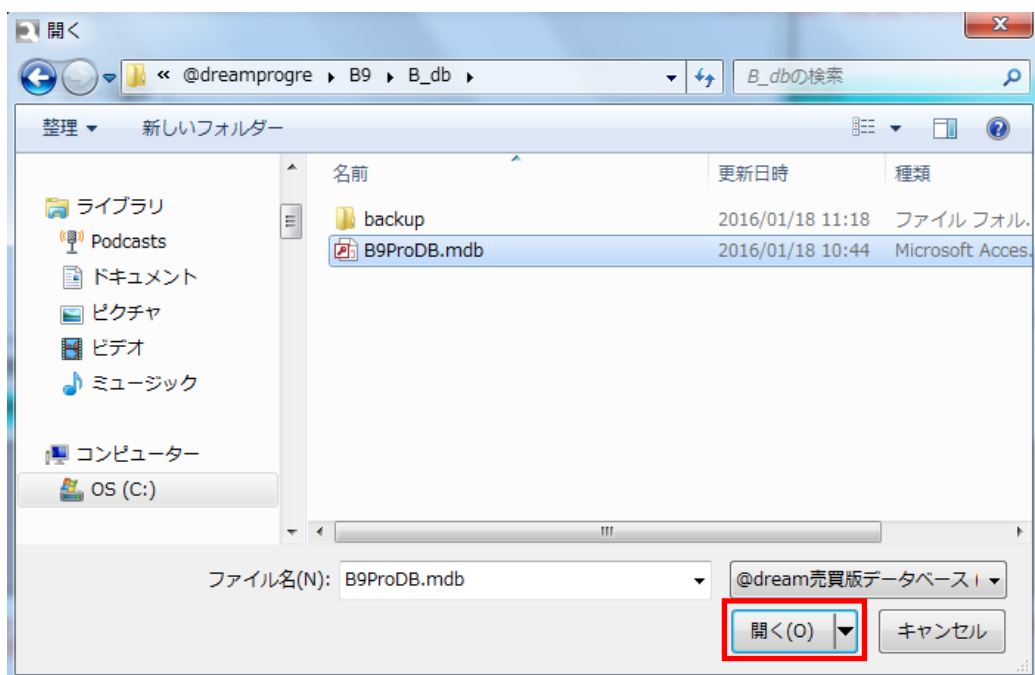 開く
« @dreamprogre ▸ B9 ▸ B_db ▸
B_dbの検索
整理 ▼ 新しいフォルダー
名前 更新日時 種類
ライブラリ
Podcasts
ドキュメント
ピクチャ
ビデオ
ミュージック
コンピューター
OS (C:)
backup 2016/01/18 11:18 ファイル フォル.
B9ProDB.mdb 2016/01/18 10:44 Microsoft Acces.
ファイル名(N): B9ProDB.mdb
@dream売買版データベース (
開く(O) キャンセル